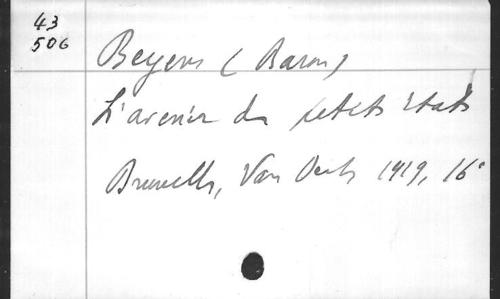 43
506
Beyens (Baron)
L'avenir des petits états
Bruxelles, Van Oest 1919, 16°